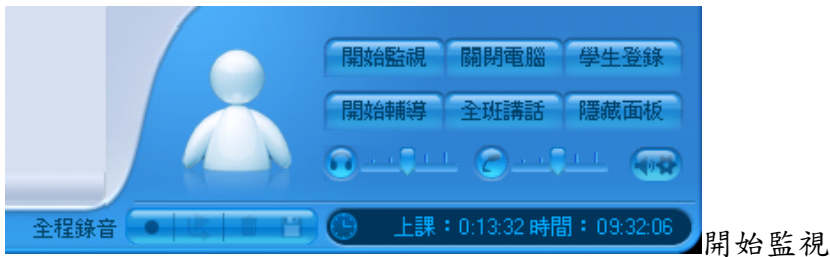 開始監視 關閉電腦 學生登錄
開始輔導 全班講話 隱藏面板
全程錄音 上課：0:13:32 時間：09:32:06
開始監視